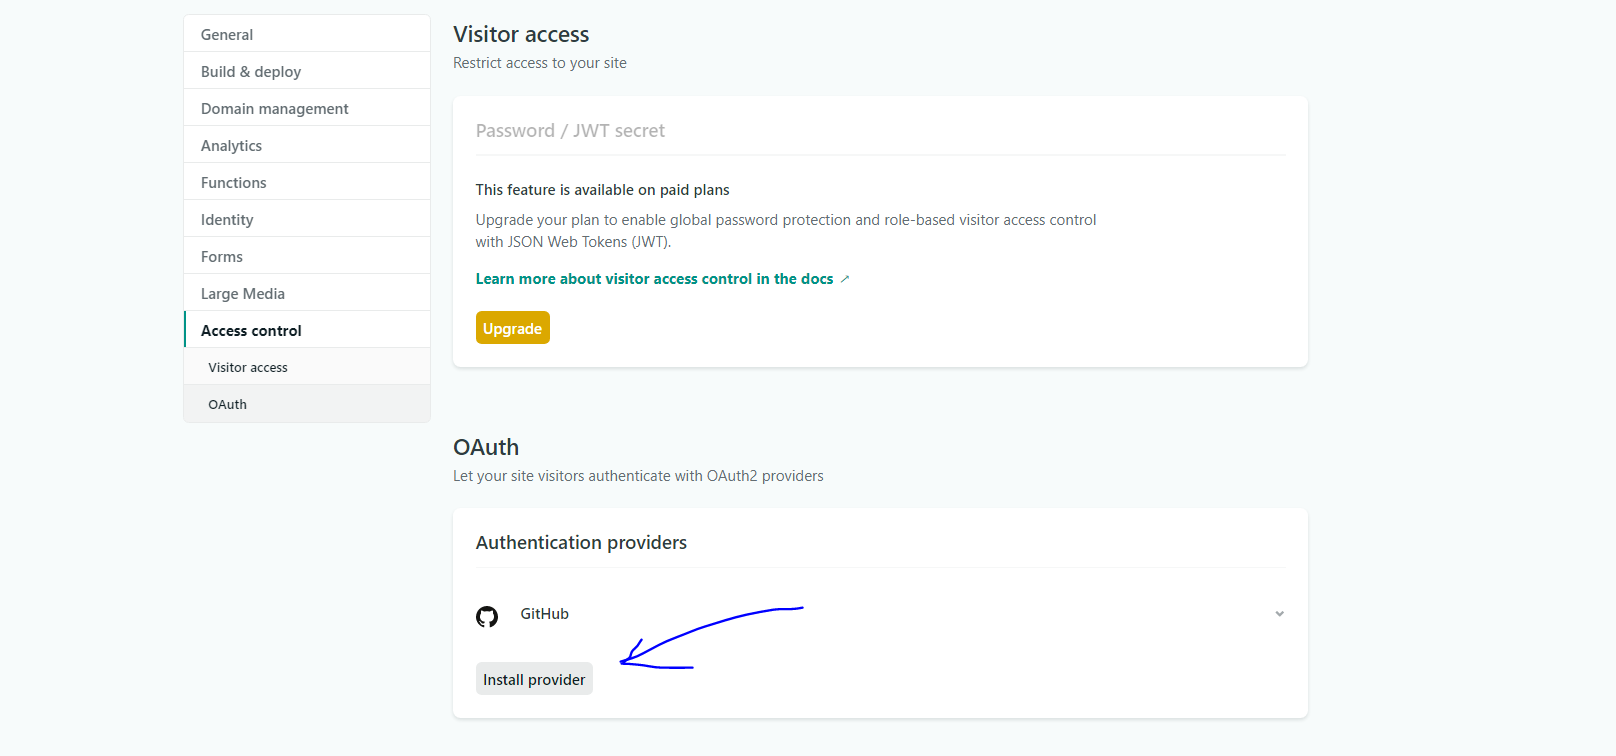 General
Build & deploy
Domain management
Analytics
Functions
Identity
Forms
Large Media
Access control
Visitor access
OAuth
Visitor access
Restrict access to your site
Password / JWT secret
This feature is available on paid plans
Upgrade your plan to enable global password protection and role-based visitor access control
with JSON Web Tokens (JWT).
Learn more about visitor access control in the docs ↗
Upgrade
OAuth
Let your site visitors authenticate with OAuth2 providers
Authentication providers
GitHub
Install provider